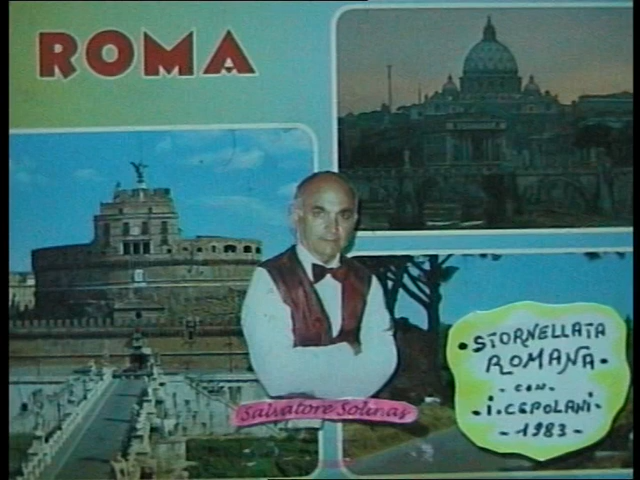 ROMA
Salvatore Solinas
• STORNELLATA
ROMANA •
- CON -
- i. CEPOLANI -
- 1983 -